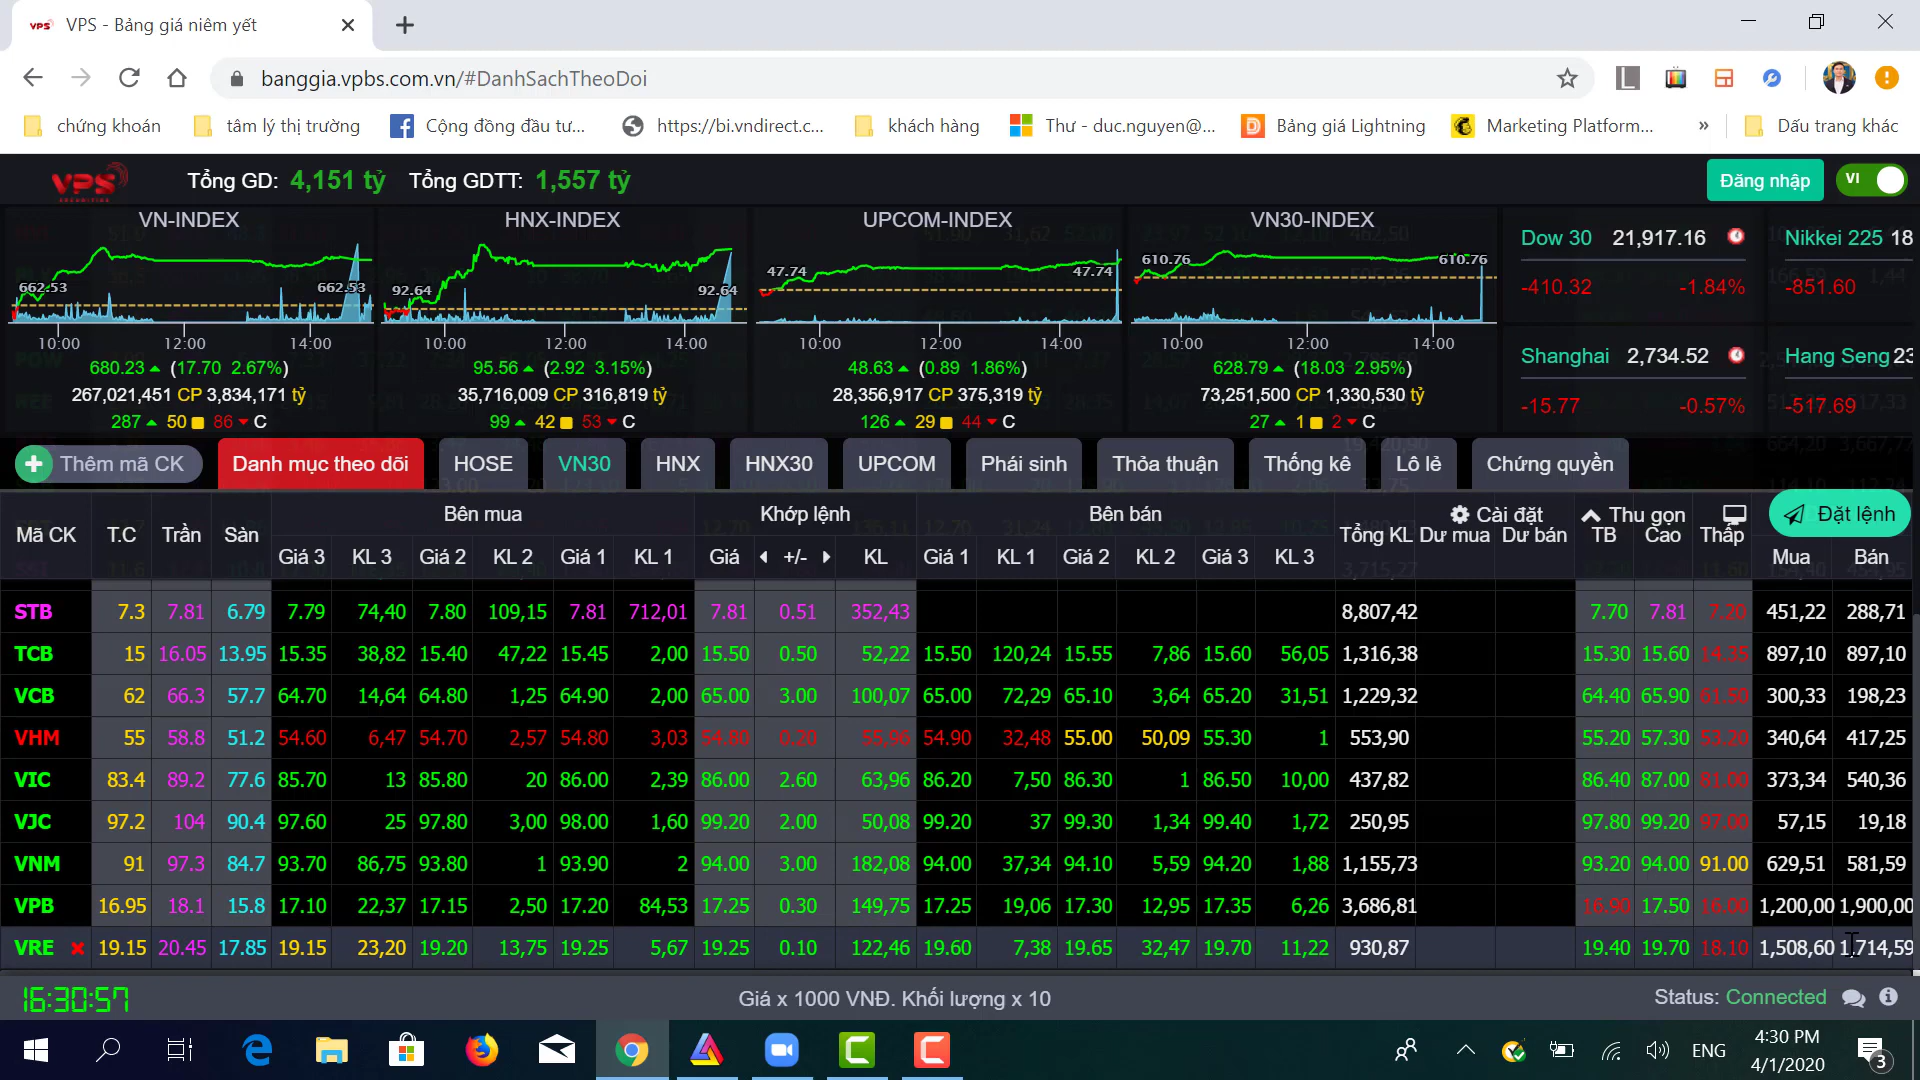 VPS - Bảng giá niêm yết
banggia.vpbs.com.vn/#DanhSachTheoDoi
chứng khoán tâm lý thị trường Cộng đồng đầu tư... https://bi.vndirect.c... khách hàng Thư - duc.nguyen@... Bảng giá Lightning Marketing Platform... » Dấu trang khác
VPS Tổng GD: 4,151 tỷ Tổng GDTT: 1,557 tỷ Đăng nhập VI
VN-INDEX HNX-INDEX UPCOM-INDEX VN30-INDEX
Dow 30 21,917.16 Nikkei 225 18
662.53 662.53 92.64 92.64 47.74 47.74 610.76 610.76
-410.32 -1.84% -851.60
10:00 12:00 14:00 10:00 12:00 14:00 10:00 12:00 14:00 10:00 12:00 14:00
Shanghai 2,734.52 Hang Seng 23
680.23 (17.70 2.67%) 95.56 (2.92 3.15%) 48.63 (0.89 1.86%) 628.79 (18.03 2.95%)
267,021,451 CP 3,834,171 tỷ 35,716,009 CP 316,819 tỷ 28,356,917 CP 375,319 tỷ 73,251,500 CP 1,330,530 tỷ
-15.77 -0.57% -517.69
287 50 86 C 99 42 53 C 126 29 44 C 27 1 2 C
Thêm mã CK Danh mục theo dõi HOSE VN30 HNX HNX30 UPCOM Phái sinh Thỏa thuận Thống kê Lô lẻ Chứng quyền
Mã CK T.C Trần Sàn Bên mua Khớp lệnh Bên bán Tổng KL Cài đặt Thu gọn Đặt lệnh
Dư mua Dư bán TB Cao Thấp
Giá 3 KL 3 Giá 2 KL 2 Giá 1 KL 1 Giá +/- KL Giá 1 KL 1 Giá 2 KL 2 Giá 3 KL 3 Mua Bán
STB 7.3 7.81 6.79 7.79 74,40 7.80 109,15 7.81 712,01 7.81 0.51 352,43 8,807,42 7.70 7.81 7.20 451,22 288,71
TCB 15 16.05 13.95 15.35 38,82 15.40 47,22 15.45 2,00 15.50 0.50 52,22 15.50 120,24 15.55 7,86 15.60 56,05 1,316,38 15.30 15.60 14.35 897,10 897,10
VCB 62 66.3 57.7 64.70 14,64 64.80 1,25 64.90 2,00 65.00 3.00 100,07 65.00 72,29 65.10 3,64 65.20 31,51 1,229,32 64.40 65.90 61.50 300,33 198,23
VHM 55 58.8 51.2 54.60 6,47 54.70 2,57 54.80 3,03 54.80 0.20 55,96 54.90 32,48 55.00 50,09 55.30 1 553,90 55.20 57.30 53.20 340,64 417,25
VIC 83.4 89.2 77.6 85.70 13 85.80 20 86.00 2,39 86.00 2.60 63,96 86.20 7,50 86.30 1 86.50 10,00 437,82 86.40 87.00 81.00 373,34 540,36
VJC 97.2 104 90.4 97.60 25 97.80 3,00 98.00 1,60 99.20 2.00 50,08 99.20 37 99.30 1,34 99.40 1,72 250,95 97.80 99.20 97.00 57,15 19,18
VNM 91 97.3 84.7 93.70 86,75 93.80 1 93.90 2 94.00 3.00 182,08 94.00 37,34 94.10 5,59 94.20 1,88 1,155,73 93.20 94.00 91.00 629,51 581,59
VPB 16.95 18.1 15.8 17.10 22,37 17.15 2,50 17.20 84,53 17.25 0.30 149,75 17.25 19,06 17.30 12,95 17.35 6,26 3,686,81 16.90 17.50 16.00 1,200,00 1,900,00
VRE 19.15 20.45 17.85 19.15 23,20 19.20 13,75 19.25 5,67 19.25 0.10 122,46 19.60 7,38 19.65 32,47 19.70 11,22 930,87 19.40 19.70 18.10 1,508,60 1,714,59
16:30:57 Giá x 1000 VNĐ. Khối lượng x 10 Status: Connected
ENG 4:30 PM
4/1/2020 3